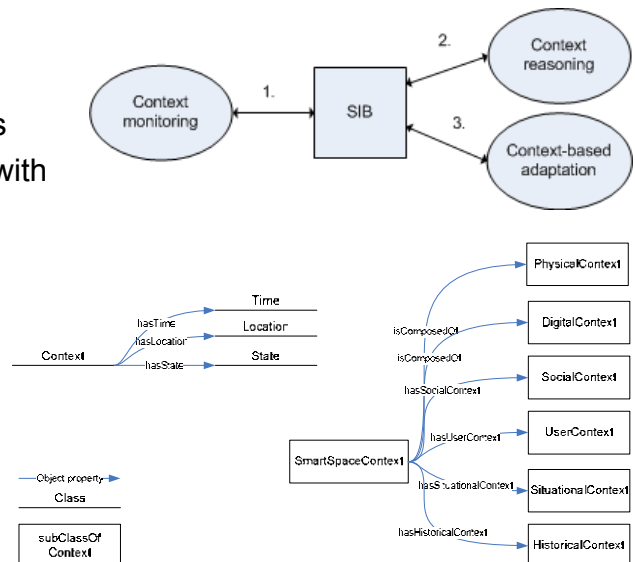 s
with
Context
monitoring
1.
SIB
2.
Context
reasoning
3.
Context-based
adaptation
Context
hasTime
hasLocation
hasState
Time
Location
State
Object property
Class
subClassOf
Context
SmartSpaceContext
isComposedOf
isComposedOf
hasSocialContext
hasUserContext
hasSituationalContext
hasHistoricalContext
PhysicalContext
DigitalContext
SocialContext
UserContext
SituationalContext
HistoricalContext